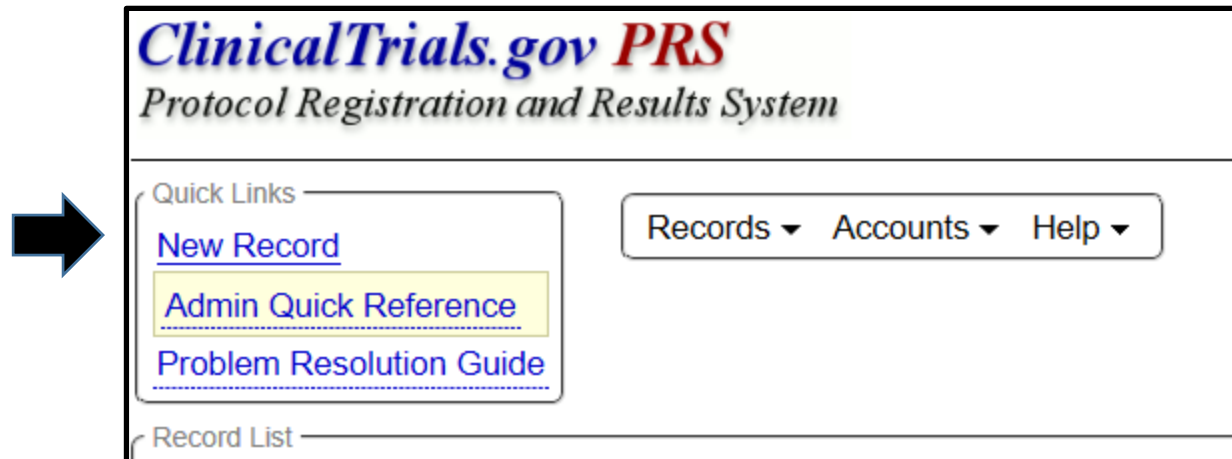 ClinicalTrials.gov PRS
Protocol Registration and Results System
Quick Links
New Record
Admin Quick Reference
Problem Resolution Guide
Records Accounts Help
Record List